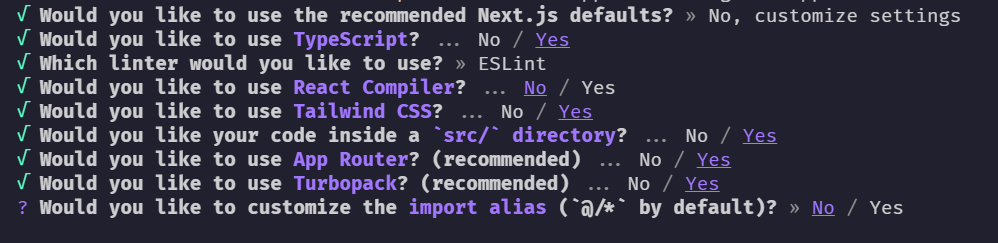 √ Would you like to use the recommended Next.js defaults? » No, customize settings
√ Would you like to use TypeScript? ... No / Yes
√ Which linter would you like to use? » ESLint
√ Would you like to use React Compiler? ... No / Yes
√ Would you like to use Tailwind CSS? ... No / Yes
√ Would you like your code inside a `src/` directory? ... No / Yes
√ Would you like to use App Router? (recommended) ... No / Yes
√ Would you like to use Turbopack? (recommended) ... No / Yes
? Would you like to customize the import alias (`@/*` by default)? » No / Yes